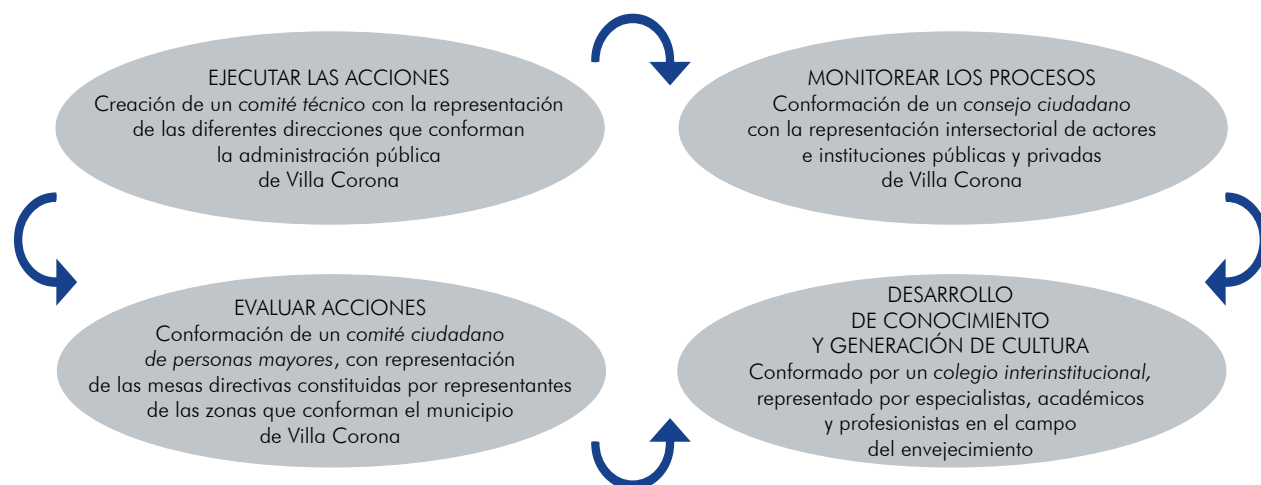 EJECUTAR LAS ACCIONES
Creación de un comité técnico con la representación
de las diferentes direcciones que conforman
la administración pública
de Villa Corona
MONITOREAR LOS PROCESOS
Conformación de un consejo ciudadano
con la representación intersectorial de actores
e instituciones públicas y privadas
de Villa Corona
EVALUAR ACCIONES
Conformación de un comité ciudadano
de personas mayores, con representación
de las mesas directivas constituidas por representantes
de las zonas que conforman el municipio
de Villa Corona
DESARROLLO
DE CONOCIMIENTO
Y GENERACIÓN DE CULTURA
Conformado por un colegio interinstitucional,
representado por especialistas, académicos
y profesionistas en el campo
del envejecimiento